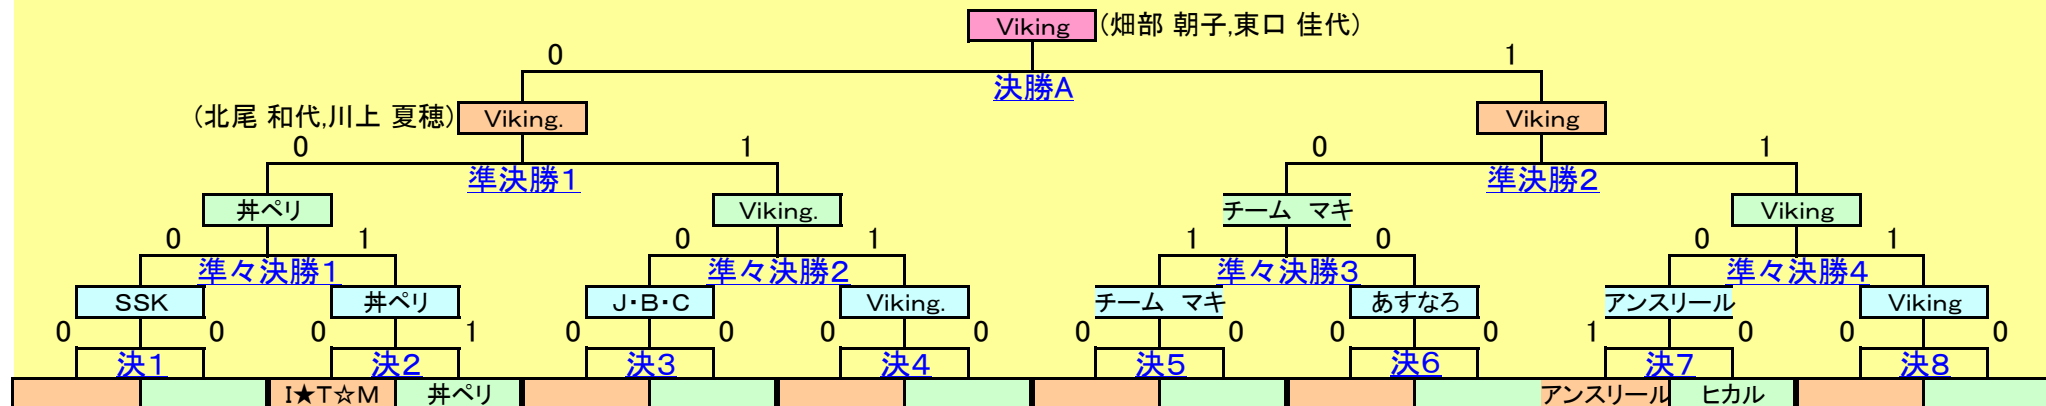 Viking (畑部 朝子,東口 佳代)
0 1
決勝A
(北尾 和代,川上 夏穂) Viking. Viking
0 1 0 1
準決勝1 準決勝2
丼ペリ Viking. チーム　マキ Viking
0 1 0 1 1 0 0 1
準々決勝1 準々決勝2 準々決勝3 準々決勝4
SSK 丼ペリ J・B・C Viking. チーム　マキ あすなろ アンスリール Viking
0 0 0 1 0 0 0 0 0 0 0 0 1 0 0 0
決1 決2 決3 決4 決5 決6 決7 決8
I★T☆M 丼ペリ アンスリール ヒカル